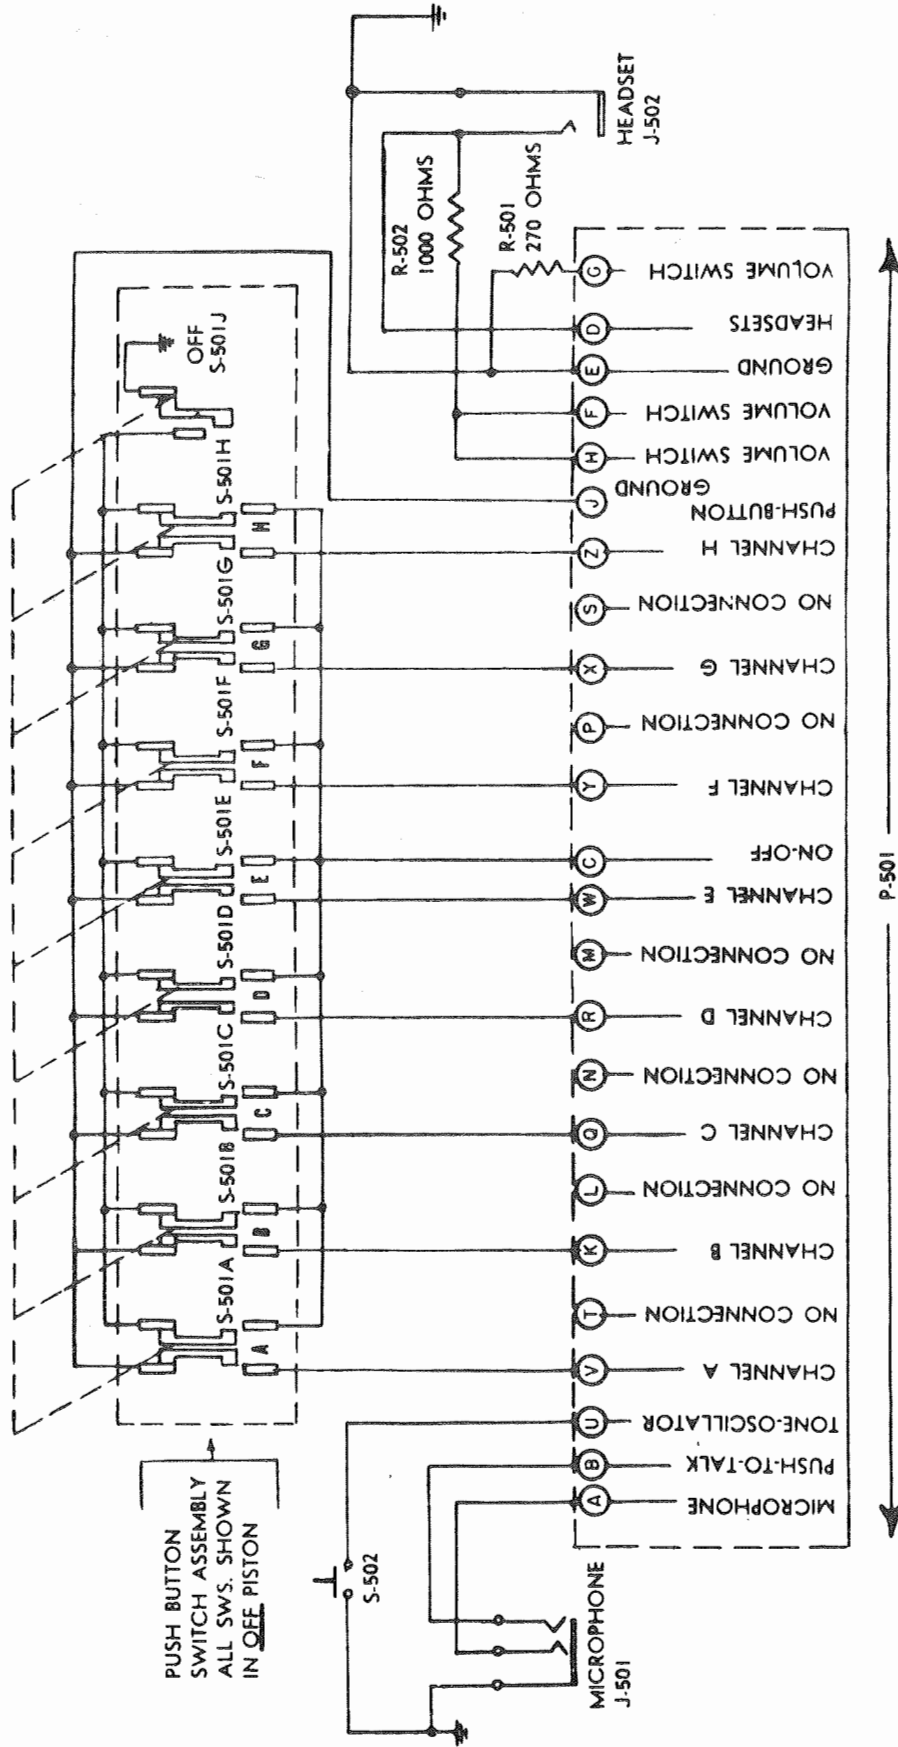 PUSH BUTTON
SWITCH ASSEMBLY
ALL SWS. SHOWN
IN OFF PISTON
S-501A
S-501B
S-501C
S-501D
S-501E
S-501F
S-501G
S-501H
OFF
S-501J
A
B
C
D
E
F
G
H
S-502
MICROPHONE
J-501
R-502
1000 OHMS
R-501
270 OHMS
HEADSET
J-502
A
MICROPHONE
B
PUSH-TO-TALK
U
TONE-OSCILLATOR
V
CHANNEL A
T
NO CONNECTION
K
CHANNEL B
L
NO CONNECTION
Q
CHANNEL C
N
NO CONNECTION
R
CHANNEL D
M
NO CONNECTION
W
CHANNEL E
C
ON-OFF
Y
CHANNEL F
P
NO CONNECTION
X
CHANNEL G
S
NO CONNECTION
Z
CHANNEL H
J
PUSH-BUTTON
GROUND
H
VOLUME SWITCH
F
VOLUME SWITCH
E
GROUND
D
HEADSETS
G
VOLUME SWITCH
P-501